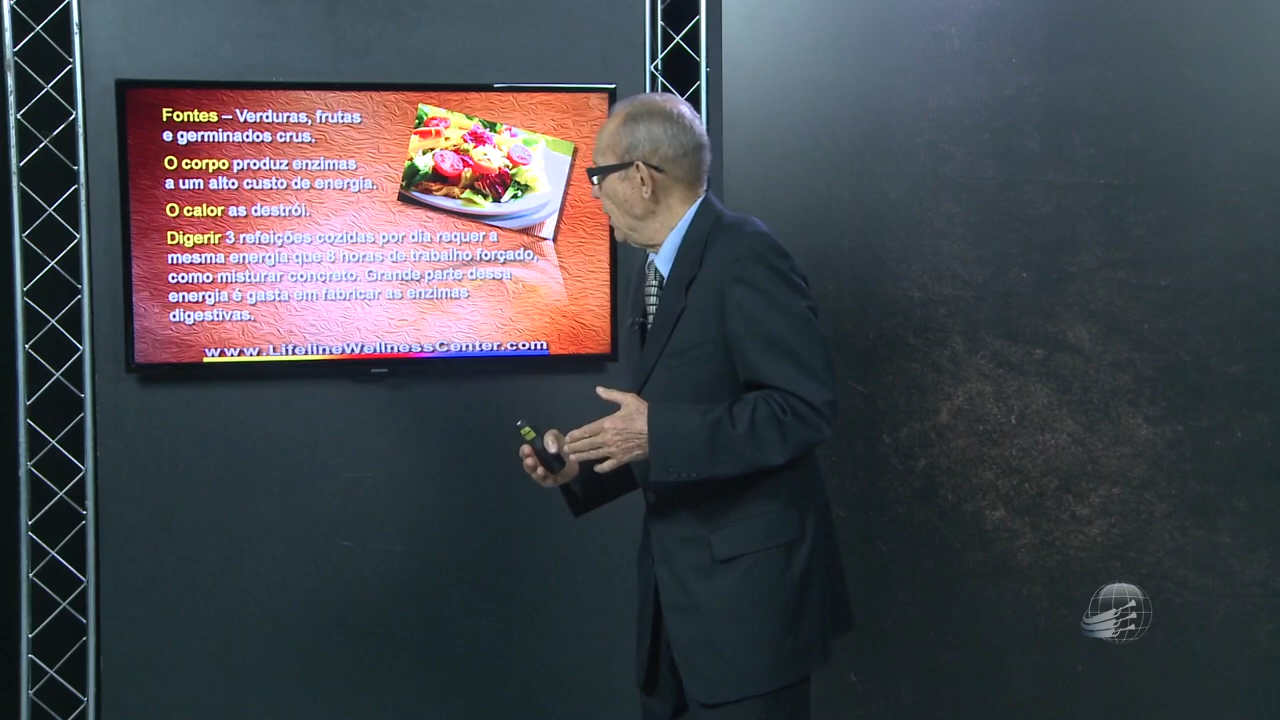 Fontes – Verduras, frutas
e germinados crus.
O corpo produz enzimas
a um alto custo de energia.
O calor as destrói.
Digerir 3 refeições cozidas por dia requer a
mesma energia que 8 horas de trabalho forçado,
como misturar concreto. Grande parte dessa
energia é gasta em fabricar as enzimas
digestivas.
www.LifelineWellnessCenter.com